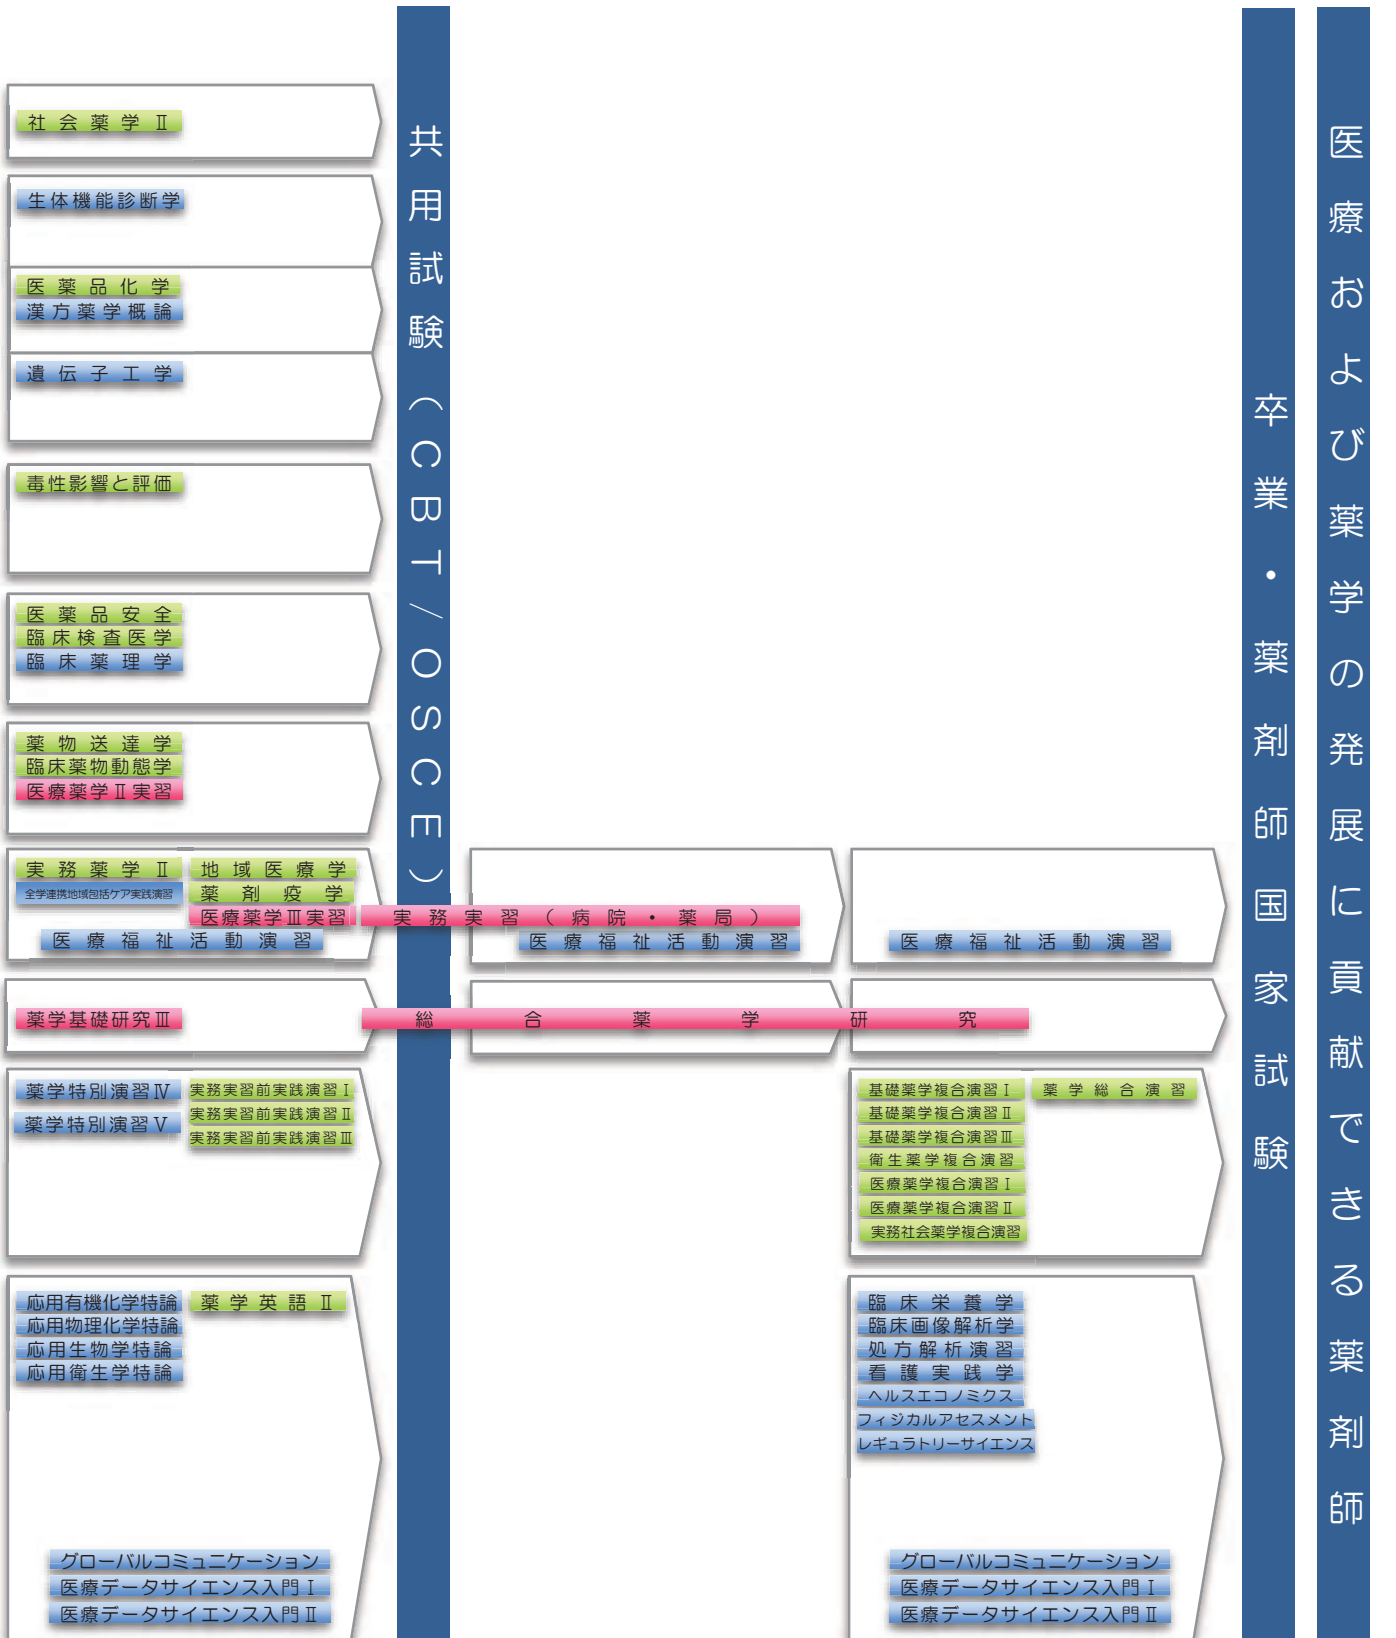 社会薬学Ⅱ
生体機能診断学
医薬品化学
漢方薬学概論
遺伝子工学
毒性影響と評価
医薬品安全
臨床検査医学
臨床薬理学
薬物送達学
臨床薬物動態学
医療薬学Ⅱ実習
実務薬学Ⅱ
地域医療学
全学連携地域包括ケア実践演習
薬剤疫学
医療薬学Ⅲ実習
医療福祉活動演習
薬学基礎研究Ⅲ
薬学特別演習Ⅳ
薬学特別演習Ⅴ
実務実習前実践演習Ⅰ
実務実習前実践演習Ⅱ
実務実習前実践演習Ⅲ
応用有機化学特論
応用物理化学特論
応用生物学特論
応用衛生学特論
薬学英語Ⅱ
グローバルコミュニケーション
医療データサイエンス入門Ⅰ
医療データサイエンス入門Ⅱ
共用試験（CBT/OSCE）
実務実習（病院・薬局）
医療福祉活動演習
総合薬学研究
医療福祉活動演習
基礎薬学複合演習Ⅰ
基礎薬学複合演習Ⅱ
基礎薬学複合演習Ⅲ
衛生薬学複合演習
医療薬学複合演習Ⅰ
医療薬学複合演習Ⅱ
実務社会薬学複合演習
薬学総合演習
臨床栄養学
臨床画像解析学
処方解析演習
看護実践学
ヘルスエコノミクス
フィジカルアセスメント
レギュラトリーサイエンス
グローバルコミュニケーション
医療データサイエンス入門Ⅰ
医療データサイエンス入門Ⅱ
卒業・薬剤師国家試験
医療および薬学の発展に貢献できる薬剤師